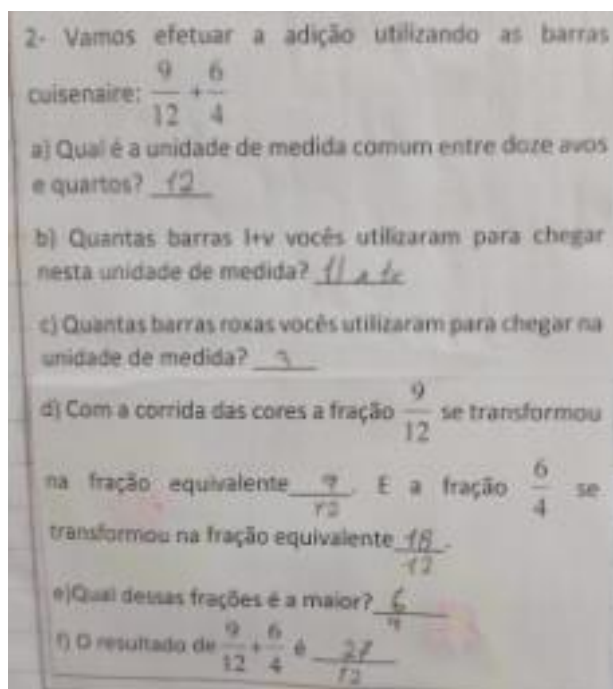 2- Vamos efetuar a adição utilizando as barras
cuisenaire: 9/12 + 6/4
a) Qual é a unidade de medida comum entre doze avos
e quartos? 12
b) Quantas barras l+v vocês utilizaram para chegar
nesta unidade de medida?
c) Quantas barras roxas vocês utilizaram para chegar na
unidade de medida? 3
d) Com a corrida das cores a fração 9/12 se transformou
na fração equivalente 9/12. E a fração 6/4 se
transformou na fração equivalente 18/12.
e)Qual dessas frações é a maior? 6/4
f) O resultado de 9/12 + 6/4 é 27/12